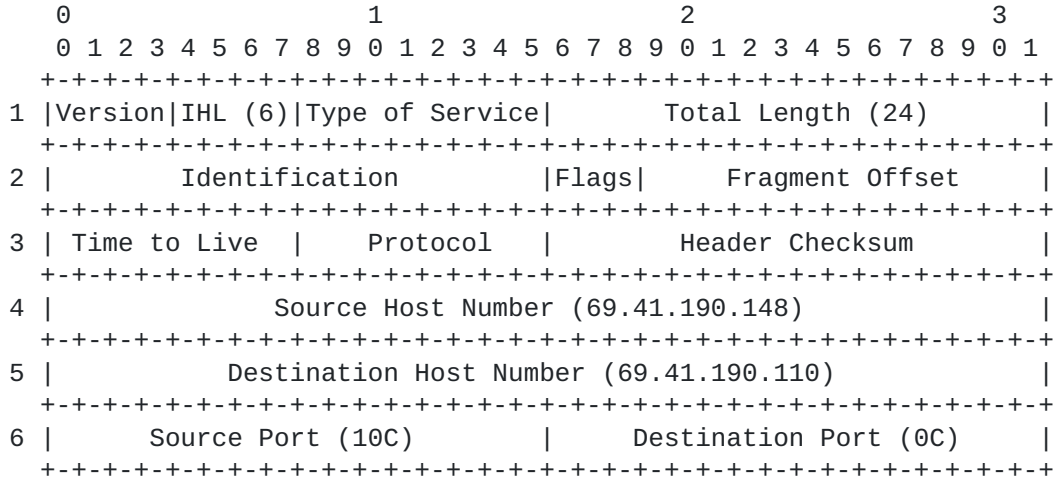 0                   1                   2                   3
    0 1 2 3 4 5 6 7 8 9 0 1 2 3 4 5 6 7 8 9 0 1 2 3 4 5 6 7 8 9 0 1
   +-+-+-+-+-+-+-+-+-+-+-+-+-+-+-+-+-+-+-+-+-+-+-+-+-+-+-+-+-+-+-+-+
1  |Version|IHL (6)|Type of Service|       Total Length (24)       |
   +-+-+-+-+-+-+-+-+-+-+-+-+-+-+-+-+-+-+-+-+-+-+-+-+-+-+-+-+-+-+-+-+
2  |        Identification         |Flags|     Fragment Offset     |
   +-+-+-+-+-+-+-+-+-+-+-+-+-+-+-+-+-+-+-+-+-+-+-+-+-+-+-+-+-+-+-+-+
3  | Time to Live  |    Protocol   |        Header Checksum        |
   +-+-+-+-+-+-+-+-+-+-+-+-+-+-+-+-+-+-+-+-+-+-+-+-+-+-+-+-+-+-+-+-+
4  |              Source Host Number (69.41.190.148)               |
   +-+-+-+-+-+-+-+-+-+-+-+-+-+-+-+-+-+-+-+-+-+-+-+-+-+-+-+-+-+-+-+-+
5  |           Destination Host Number (69.41.190.110)             |
   +-+-+-+-+-+-+-+-+-+-+-+-+-+-+-+-+-+-+-+-+-+-+-+-+-+-+-+-+-+-+-+-+
6  |      Source Port (10C)        |     Destination Port (0C)     |
   +-+-+-+-+-+-+-+-+-+-+-+-+-+-+-+-+-+-+-+-+-+-+-+-+-+-+-+-+-+-+-+-+